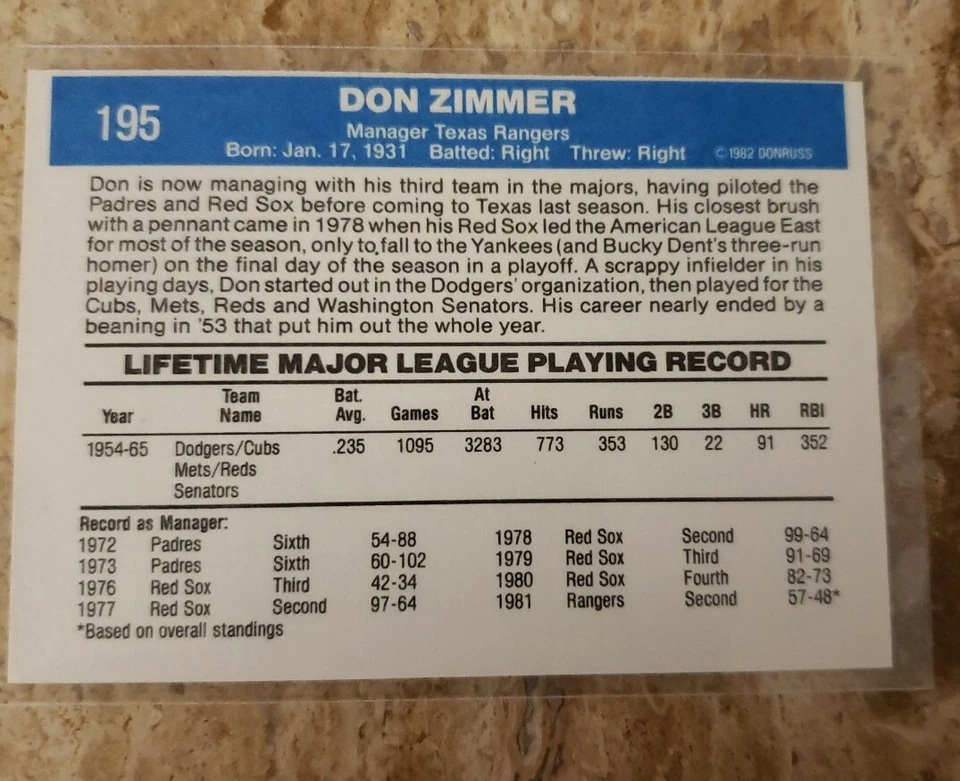 195
DON ZIMMER
Manager Texas Rangers
Born: Jan. 17, 1931 Batted: Right Threw: Right © 1982 DONRUSS
Don is now managing with his third team in the majors, having piloted the
Padres and Red Sox before coming to Texas last season. His closest brush
with a pennant came in 1978 when his Red Sox led the American League East
for most of the season, only to fall to the Yankees (and Bucky Dent's three-run
homer) on the final day of the season in a playoff. A scrappy infielder in his
playing days, Don started out in the Dodgers' organization, then played for the
Cubs, Mets, Reds and Washington Senators. His career nearly ended by a
beaning in '53 that put him out the whole year.
LIFETIME MAJOR LEAGUE PLAYING RECORD
Year Team Name Bat. Avg. Games At Bat Hits Runs 2B 3B HR RBI
1954-65 Dodgers/Cubs .235 1095 3283 773 353 130 22 91 352
Mets/Reds
Senators
Record as Manager:
1972 Padres Sixth 54-88 1978 Red Sox Second 99-64
1973 Padres Sixth 60-102 1979 Red Sox Third 91-69
1976 Red Sox Third 42-34 1980 Red Sox Fourth 82-73
1977 Red Sox Second 97-64 1981 Rangers Second 57-48*
*Based on overall standings